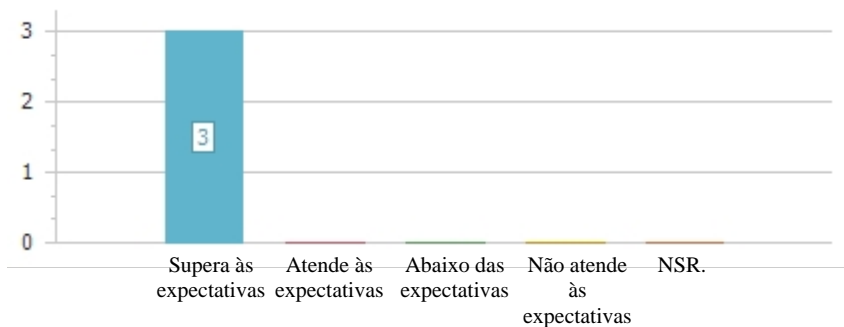 3
2
1
0
3
Supera às expectativas
Atende às expectativas
Abaixo das expectativas
Não atende às expectativas
NSR.